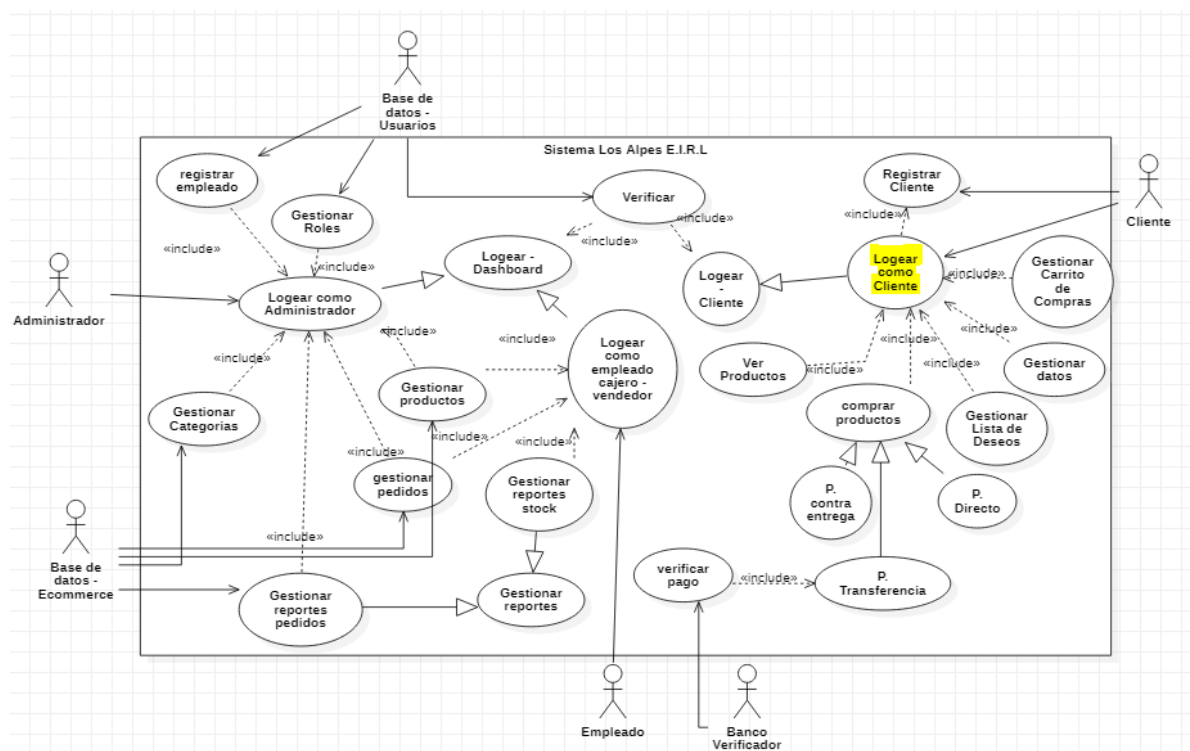 Base de
datos -
Usuarios
Sistema Los Alpes E.I.R.L
registrar
empleado
Gestionar
Roles
Verificar
Registrar
Cliente
Cliente
«include»
«include»
«include»
«include»
«include»
Logear -
Dashboard
Logear
-
Cliente
Logear
como
Cliente
«include»
Gestionar
Carrito
de
Compras
Administrador
Logear como
Administrador
«include»
«include»
«include»
«include»
«include»
«include»
Logear
como
empleado
cajero -
vendedor
Ver
Productos
«include»
Gestionar
datos
Gestionar
Categorias
Gestionar
productos
comprar
productos
Gestionar
Lista de
Deseos
«include»
«include»
«include»
gestionar
pedidos
Gestionar
reportes
stock
P.
contra
entrega
P.
Directo
«include»
Base de
datos -
Ecommerce
Gestionar
reportes
pedidos
Gestionar
reportes
verificar
pago
«include»
P.
Transferencia
Empleado
Banco
Verificador